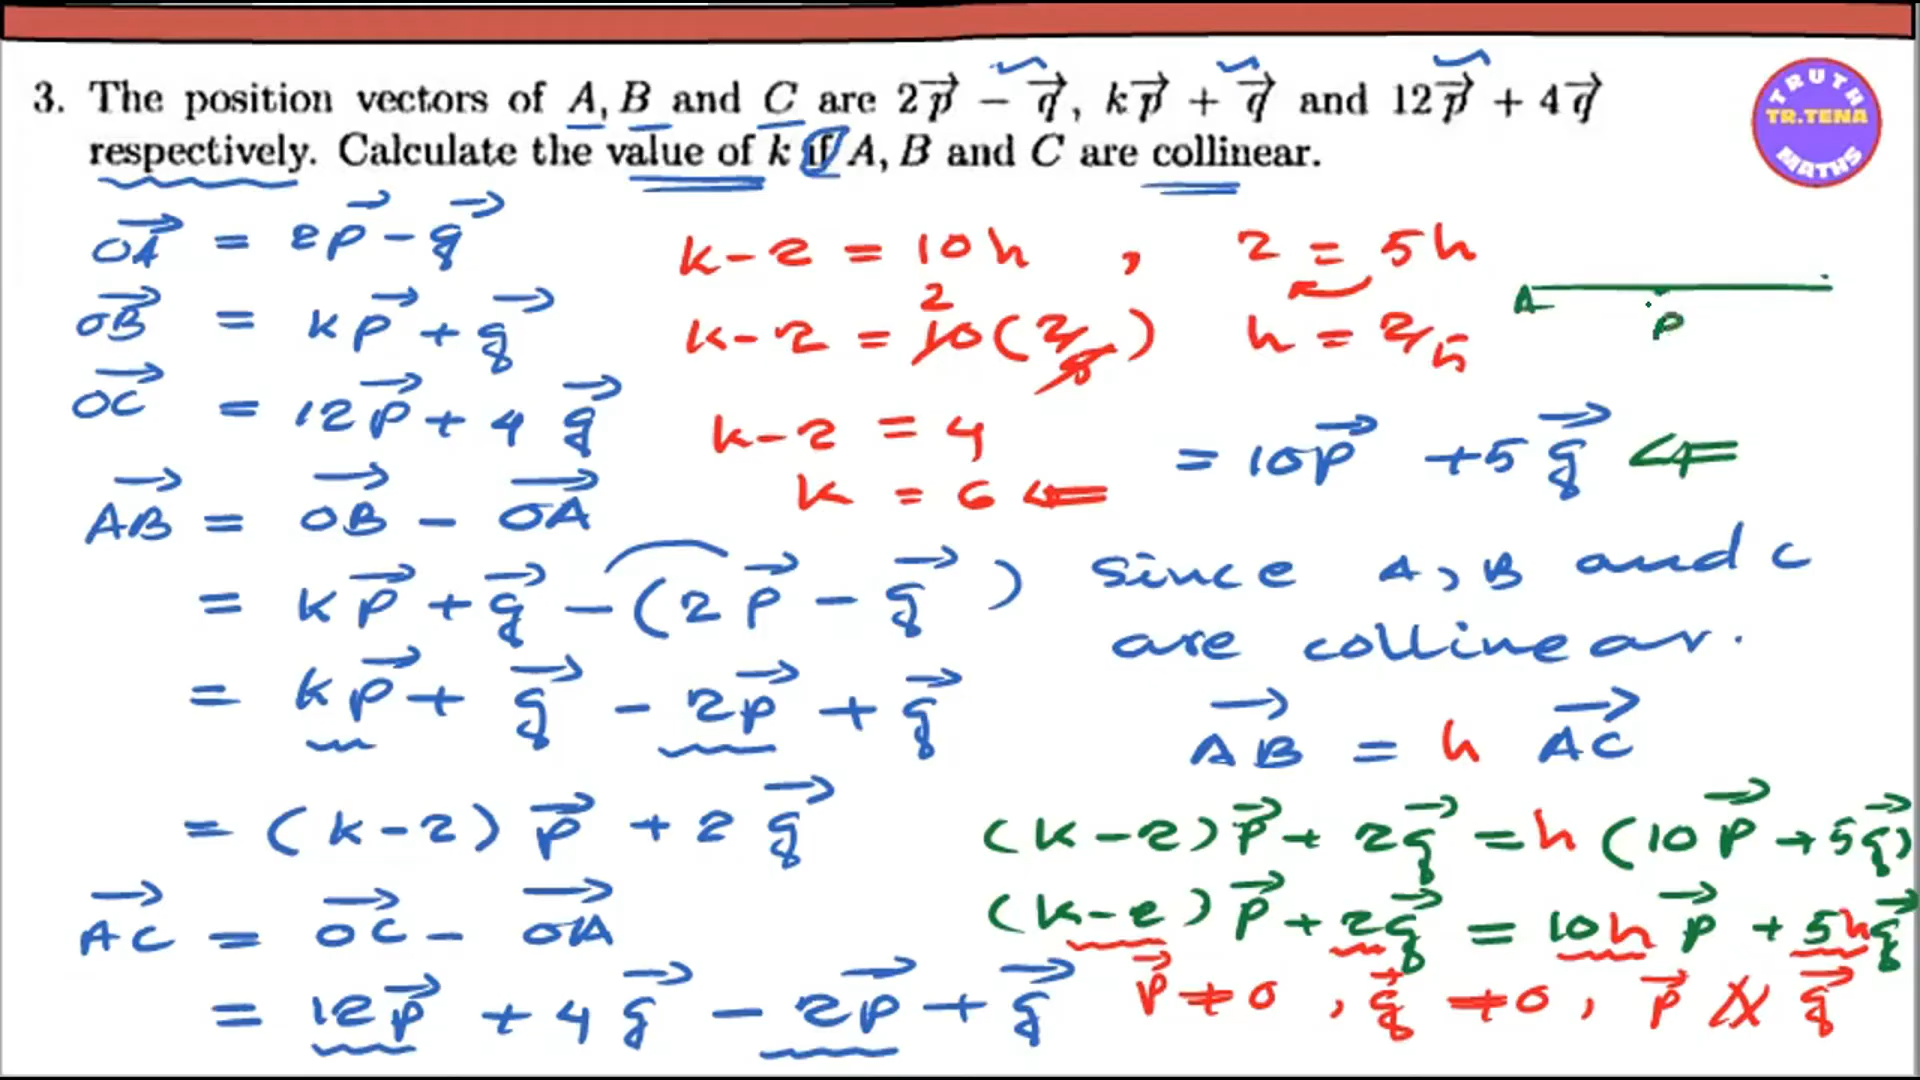 3. The position vectors of A, B and C are 2p⃗ − q⃗, kp⃗ + q⃗ and 12p⃗ + 4q⃗
respectively. Calculate the value of k if A, B and C are collinear.
TRUTH
TR.TENA
MATHS
OA⃗ = 2p⃗ − q⃗
OB⃗ = kp⃗ + q⃗
OC⃗ = 12p⃗ + 4q⃗
AB⃗ = OB⃗ − OA⃗
= kp⃗ + q⃗ − (2p⃗ − q⃗)
= kp⃗ + q⃗ − 2p⃗ + q⃗
= (k−2)p⃗ + 2q⃗
AC⃗ = OC⃗ − OA⃗
= 12p⃗ + 4q⃗ − 2p⃗ + q⃗
k−2 = 10h , 2 = 5h
2
k−2 = 10(2/5) h = 2/5
k−2 = 4
k = 6 ⇐
A P
= 10p⃗ + 5q⃗ ⇐
since A, B and C
are collinear.
AB⃗ = h AC⃗
(k−2)p⃗ + 2q⃗ = h(10p⃗ + 5q⃗)
(k−2)p⃗ + 2q⃗ = 10hp⃗ + 5hq⃗
p⃗ ≠ 0 , q⃗ ≠ 0 , p⃗ ∦ q⃗